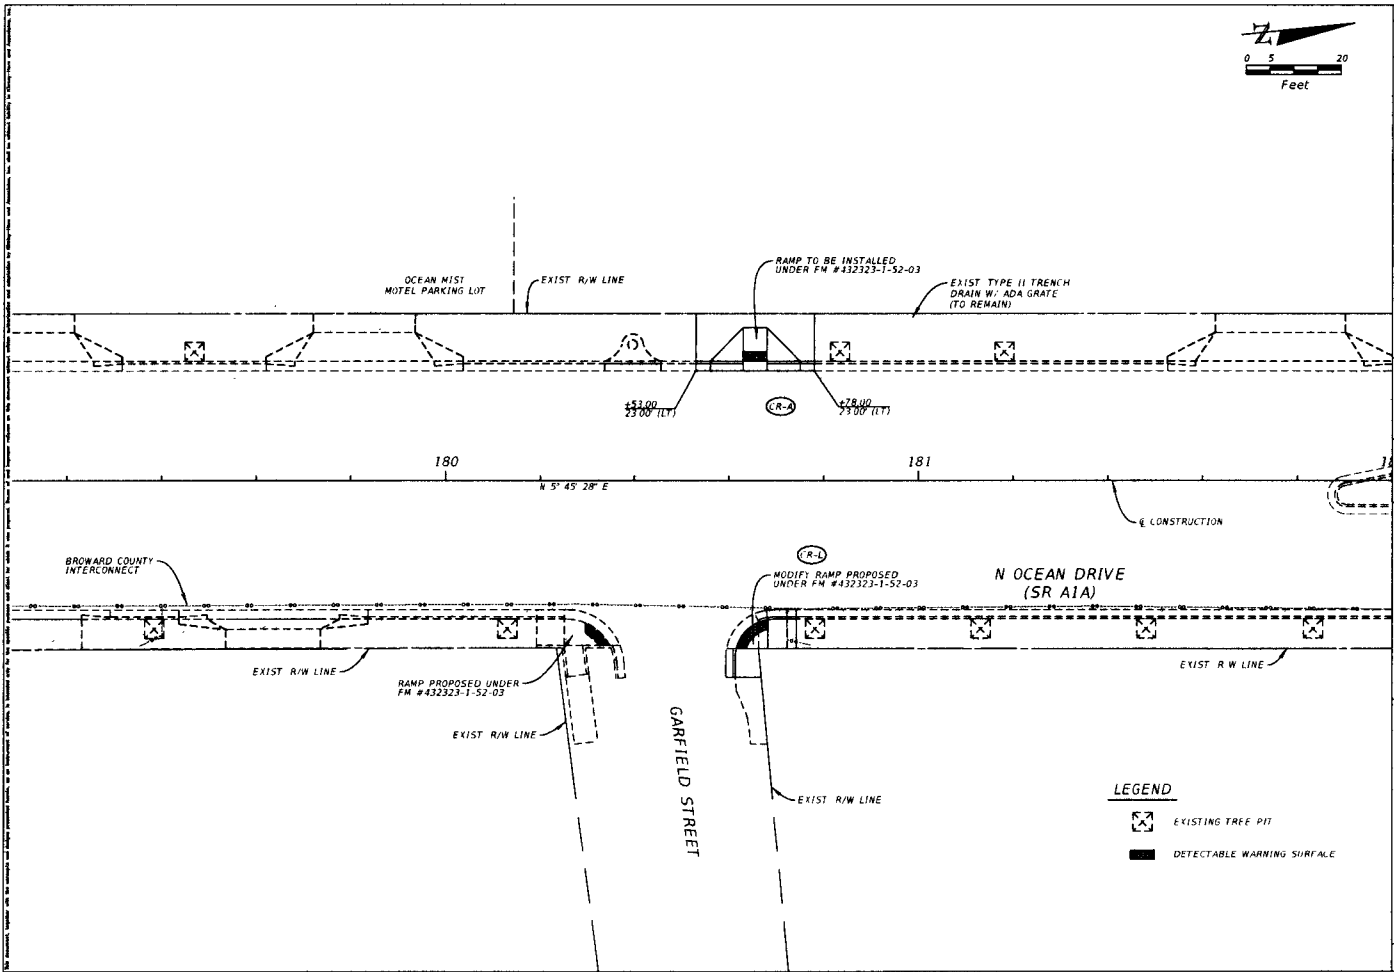 Z
0 5 20
Feet
RAMP TO BE INSTALLED
UNDER FM #432323-1-52-03
OCEAN MIST
MOTEL PARKING LOT
EXIST R/W LINE
EXIST TYPE II TRENCH
DRAIN W/ ADA GRATE
(TO REMAIN)
+53.00
23.00' (LT)
CR-A
+78.00
23.00' (LT)
180
181
N 5° 45' 28" E
℄ CONSTRUCTION
CR-L
BROWARD COUNTY
INTERCONNECT
MODIFY RAMP PROPOSED
UNDER FM #432323-1-52-03
N OCEAN DRIVE
(SR A1A)
EXIST R/W LINE
EXIST R W LINE
RAMP PROPOSED UNDER
FM #432323-1-52-03
EXIST R/W LINE
GARFIELD STREET
EXIST R/W LINE
LEGEND
EXISTING TREE PIT
DETECTABLE WARNING SURFACE